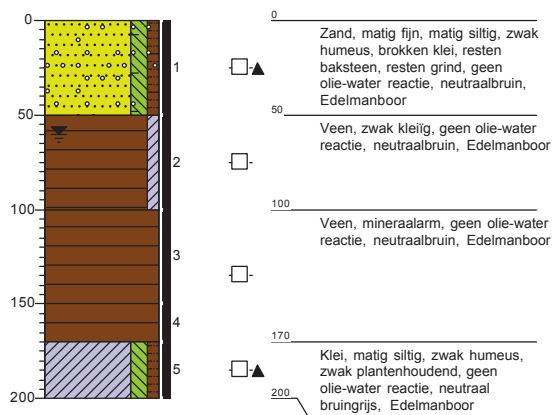 0
50
100
150
200
1
2
3
4
5
0
Zand, matig fijn, matig siltig, zwak
humeus, brokken klei, resten
baksteen, resten grind, geen
olie-water reactie, neutraalbruin,
Edelmanboor
50
Veen, zwak kleiïg, geen olie-water
reactie, neutraalbruin, Edelmanboor
100
Veen, mineraalarm, geen olie-water
reactie, neutraalbruin, Edelmanboor
170
Klei, matig siltig, zwak humeus,
zwak plantenhoudend, geen
olie-water reactie, neutraal
bruingrijs, Edelmanboor
200